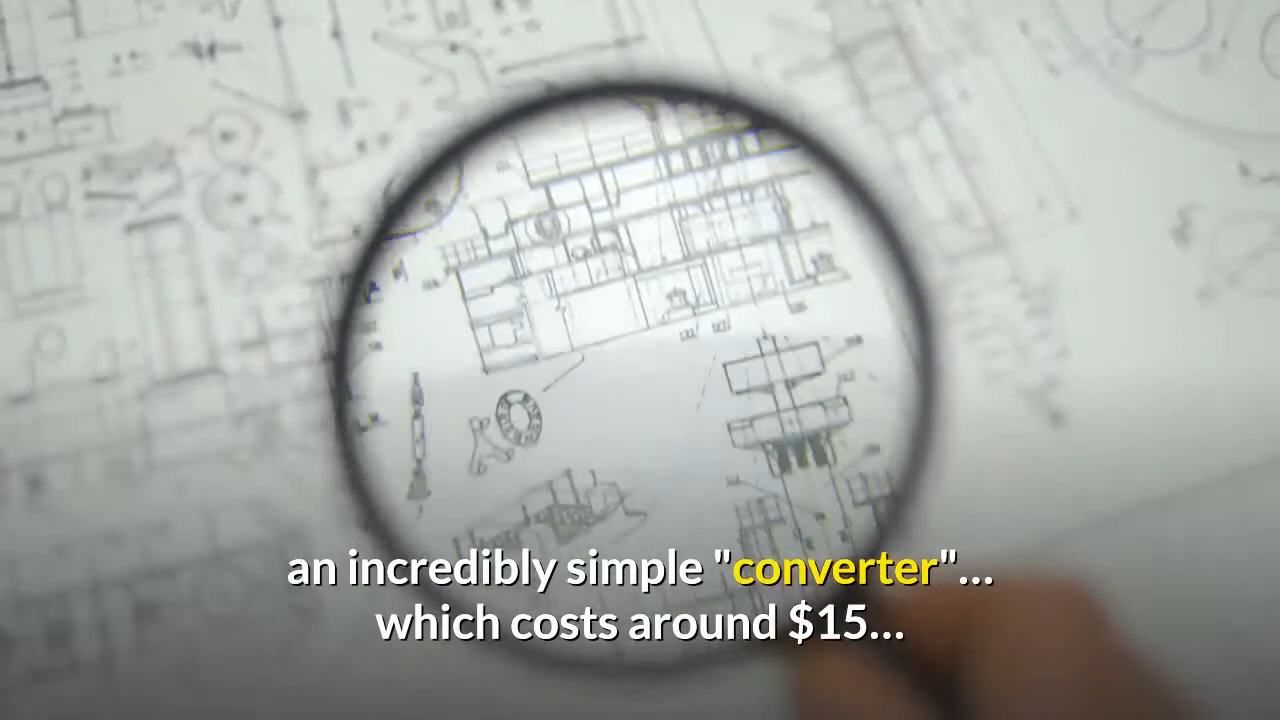 an incredibly simple "converter"...
which costs around $15...